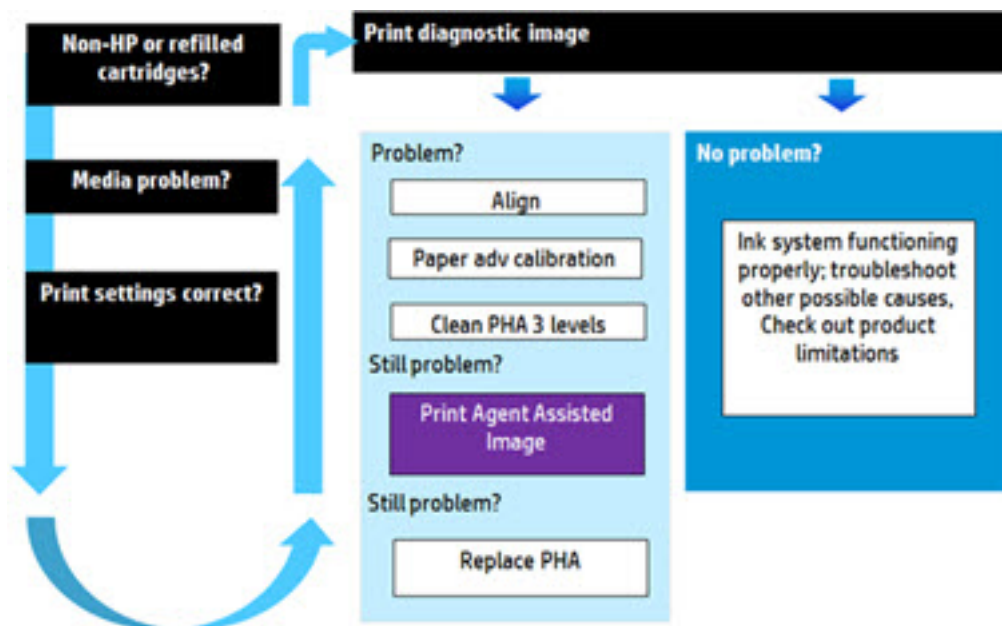 Non-HP or refilled
cartridges?
Media problem?
Print settings correct?
Print diagnostic image
Problem?
Align
Paper adv calibration
Clean PHA 3 levels
Still problem?
Print Agent Assisted
Image
Still problem?
Replace PHA
No problem?
Ink system functioning
properly; troubleshoot
other possible causes,
Check out product
limitations